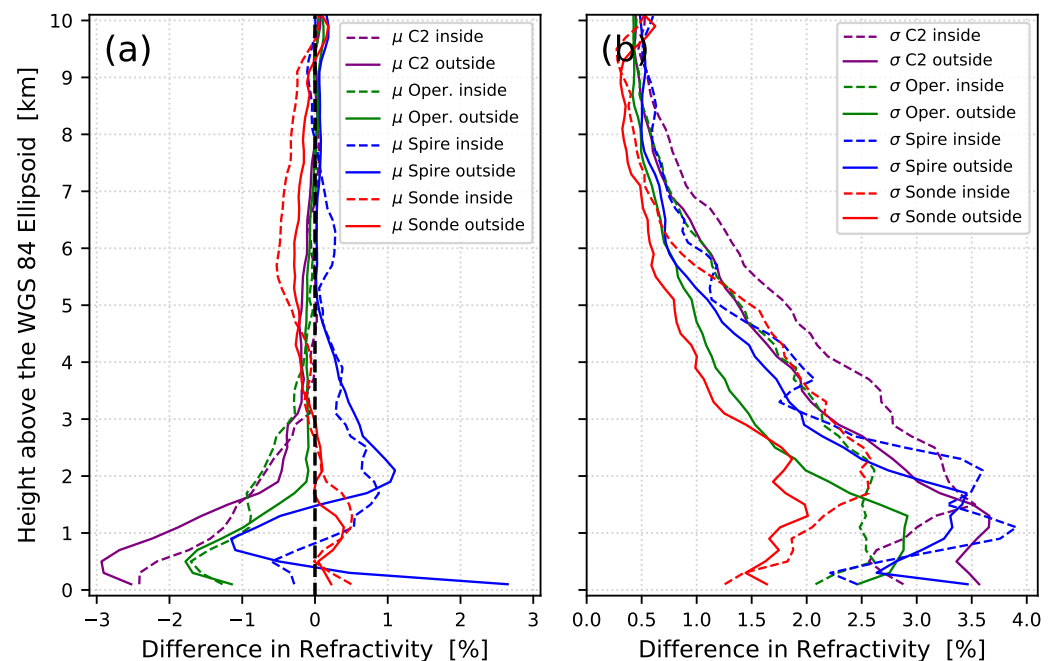 (a)
μ C2 inside
μ C2 outside
μ Oper. inside
μ Oper. outside
μ Spire inside
μ Spire outside
μ Sonde inside
μ Sonde outside
10
9
8
7
6
5
4
3
2
1
0
Height above the WGS 84 Ellipsoid [km]
−3
−2
−1
0
1
2
3
Difference in Refractivity [%]
(b)
σ C2 inside
σ C2 outside
σ Oper. inside
σ Oper. outside
σ Spire inside
σ Spire outside
σ Sonde inside
σ Sonde outside
0.0
0.5
1.0
1.5
2.0
2.5
3.0
3.5
4.0
Difference in Refractivity [%]